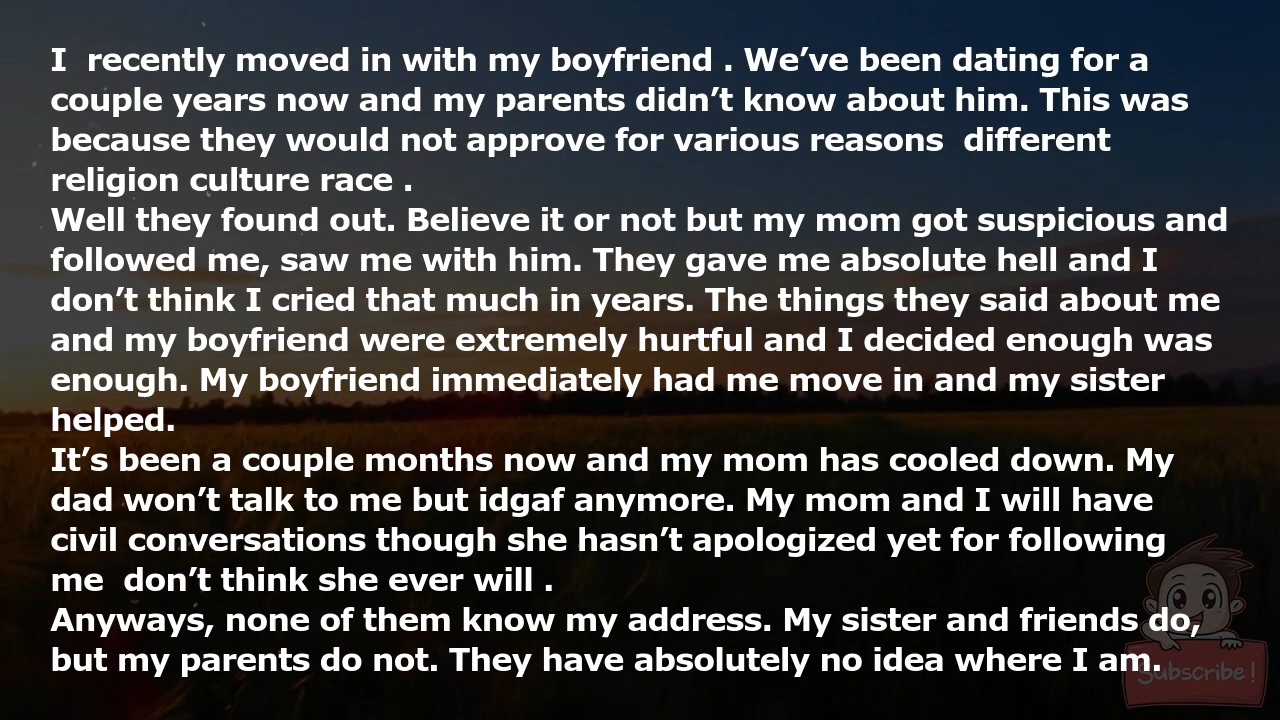 I  recently moved in with my boyfriend . We’ve been dating for a
couple years now and my parents didn’t know about him. This was
because they would not approve for various reasons  different
religion culture race .
Well they found out. Believe it or not but my mom got suspicious and
followed me, saw me with him. They gave me absolute hell and I
don’t think I cried that much in years. The things they said about me
and my boyfriend were extremely hurtful and I decided enough was
enough. My boyfriend immediately had me move in and my sister
helped.
It’s been a couple months now and my mom has cooled down. My
dad won’t talk to me but idgaf anymore. My mom and I will have
civil conversations though she hasn’t apologized yet for following
me  don’t think she ever will .
Anyways, none of them know my address. My sister and friends do,
but my parents do not. They have absolutely no idea where I am.
Subscribe!